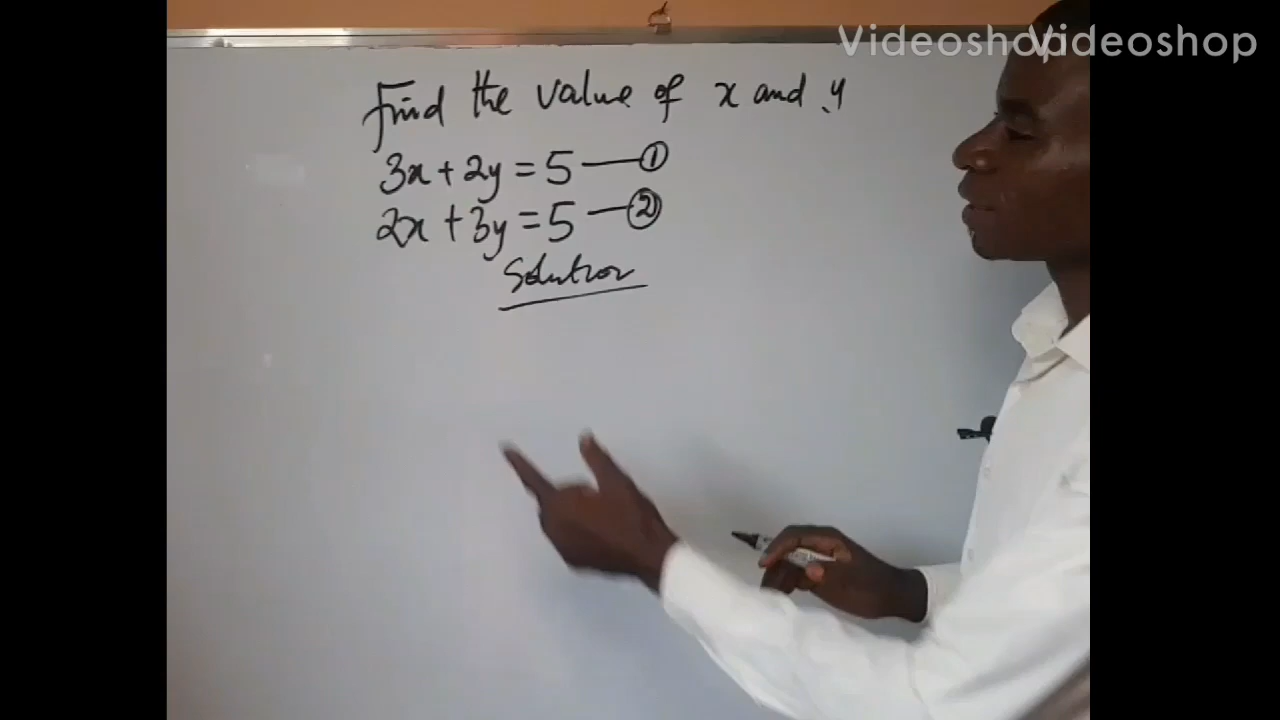 Videoshop Videoshop
Find the value of x and y
3x + 2y = 5 — ①
2x + 3y = 5 — ②
Solution